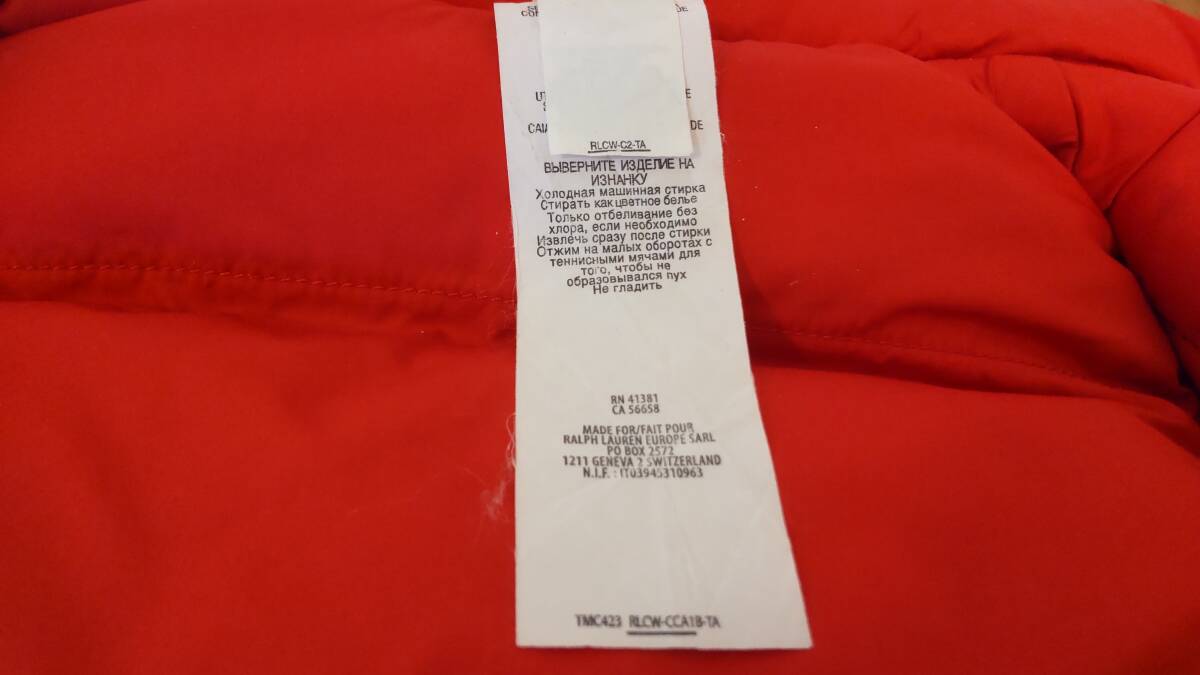 RLCW-C2-TA
ВЫВЕРНИТЕ ИЗДЕЛИЕ НА
ИЗНАНКУ
Холодная машинная стирка
Стирать как цветное белье
Только отбеливание без
хлора, если необходимо
Извлечь сразу после стирки
Отжим на малых оборотах с
теннисными мячами для
того, чтобы не
образовывался пух
Не гладить
RN 41381
CA 56658
MADE FOR/FAIT POUR
RALPH LAUREN EUROPE SARL
PO BOX 2572
1211 GENEVA 2 SWITZERLAND
N.I.F. : IT03945310963
TMC423 RLCW-CCA1B-TA